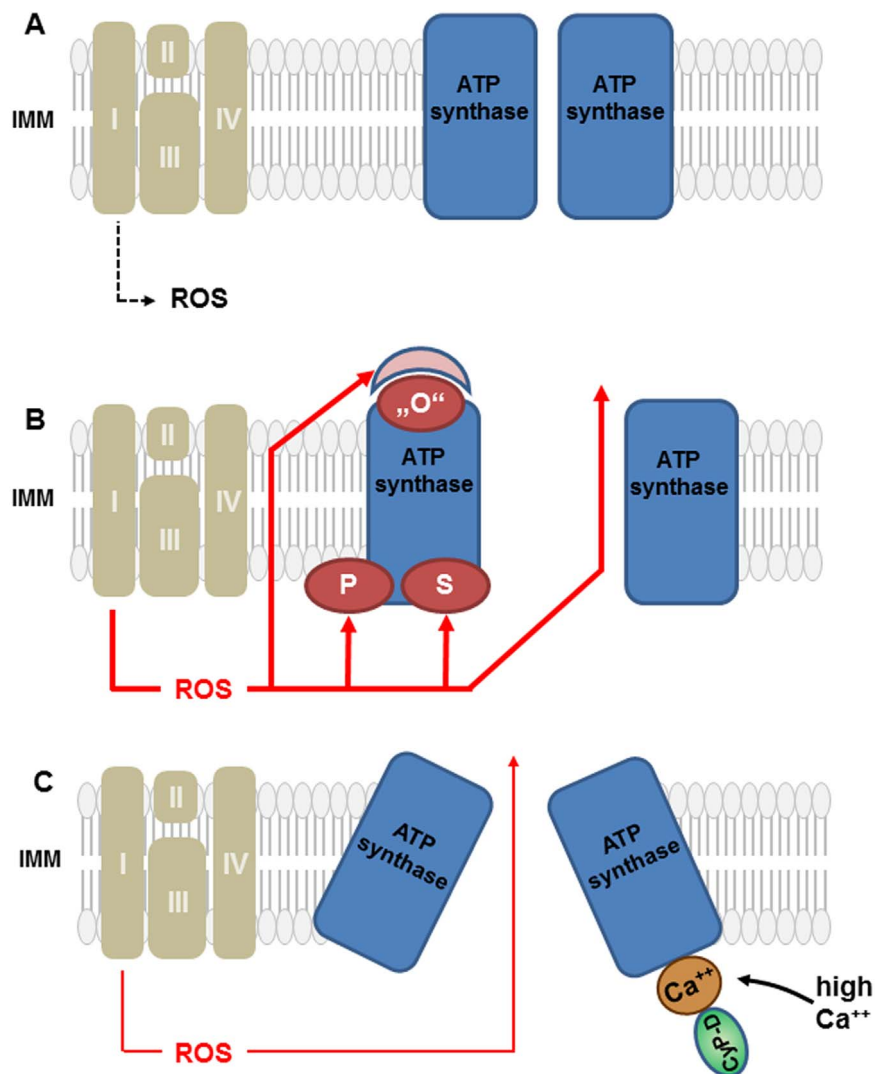 A
IMM
I
II
III
IV
ATP
synthase
ATP
synthase
ROS
B
IMM
I
II
III
IV
„O“
ATP
synthase
P
S
ATP
synthase
ROS
C
IMM
I
II
III
IV
ATP
synthase
ATP
synthase
Ca++
CyP-D
high
Ca++
ROS